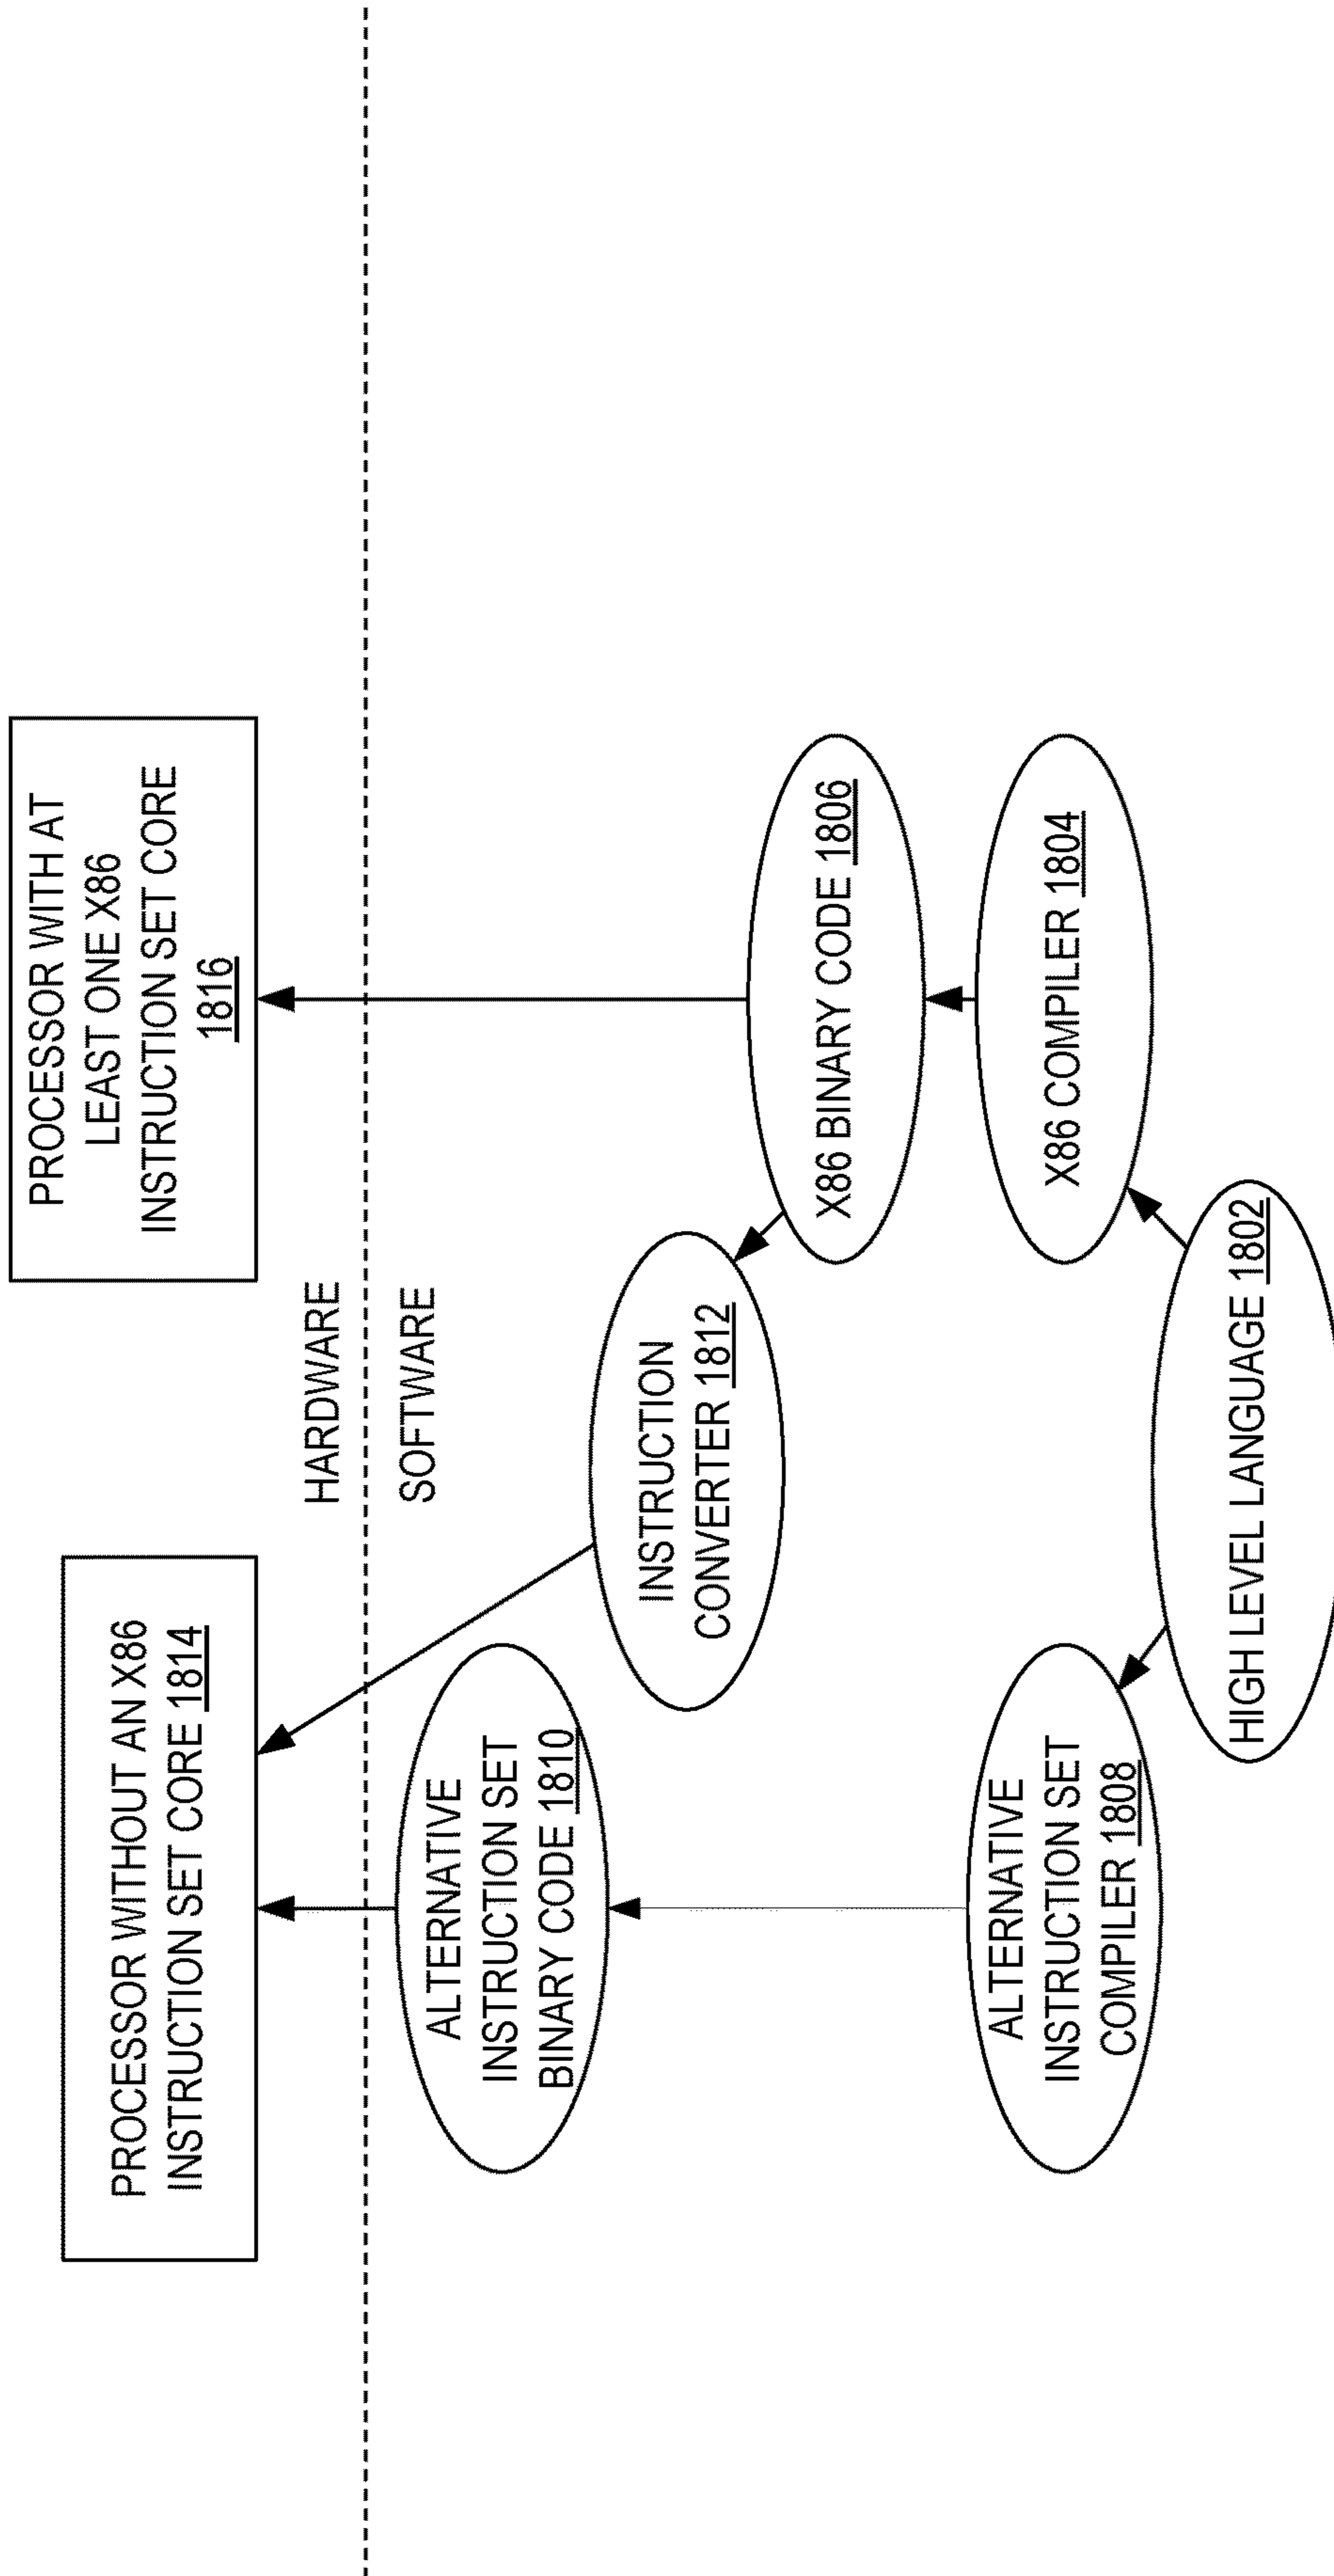 PROCESSOR WITHOUT AN X86
INSTRUCTION SET CORE 1814
PROCESSOR WITH AT
LEAST ONE X86
INSTRUCTION SET CORE
1816
HARDWARE
SOFTWARE
ALTERNATIVE
INSTRUCTION SET
BINARY CODE 1810
INSTRUCTION
CONVERTER 1812
X86 BINARY CODE 1806
ALTERNATIVE
INSTRUCTION SET
COMPILER 1808
X86 COMPILER 1804
HIGH LEVEL LANGUAGE 1802